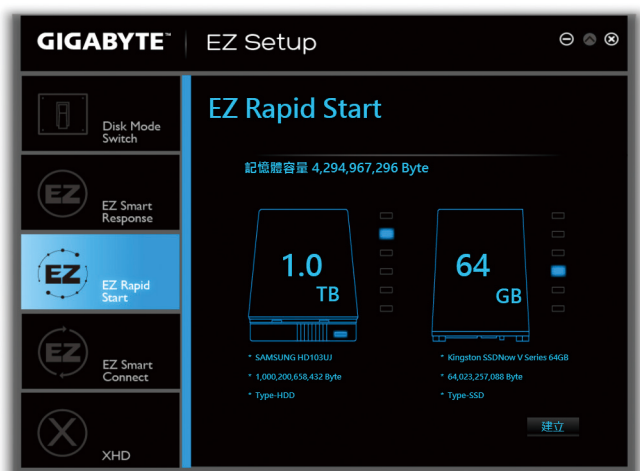 GIGABYTE™ EZ Setup
Disk Mode
Switch
EZ
EZ Smart
Response
EZ
EZ Rapid
Start
EZ
EZ Smart
Connect
X
XHD
EZ Rapid Start
記憶體容量 4,294,967,296 Byte
1.0
TB
64
GB
* SAMSUNG HD103UJ
* 1,000,200,658,432 Byte
* Type-HDD
* Kingston SSDNow V Series 64GB
* 64,023,257,088 Byte
* Type-SSD
建立